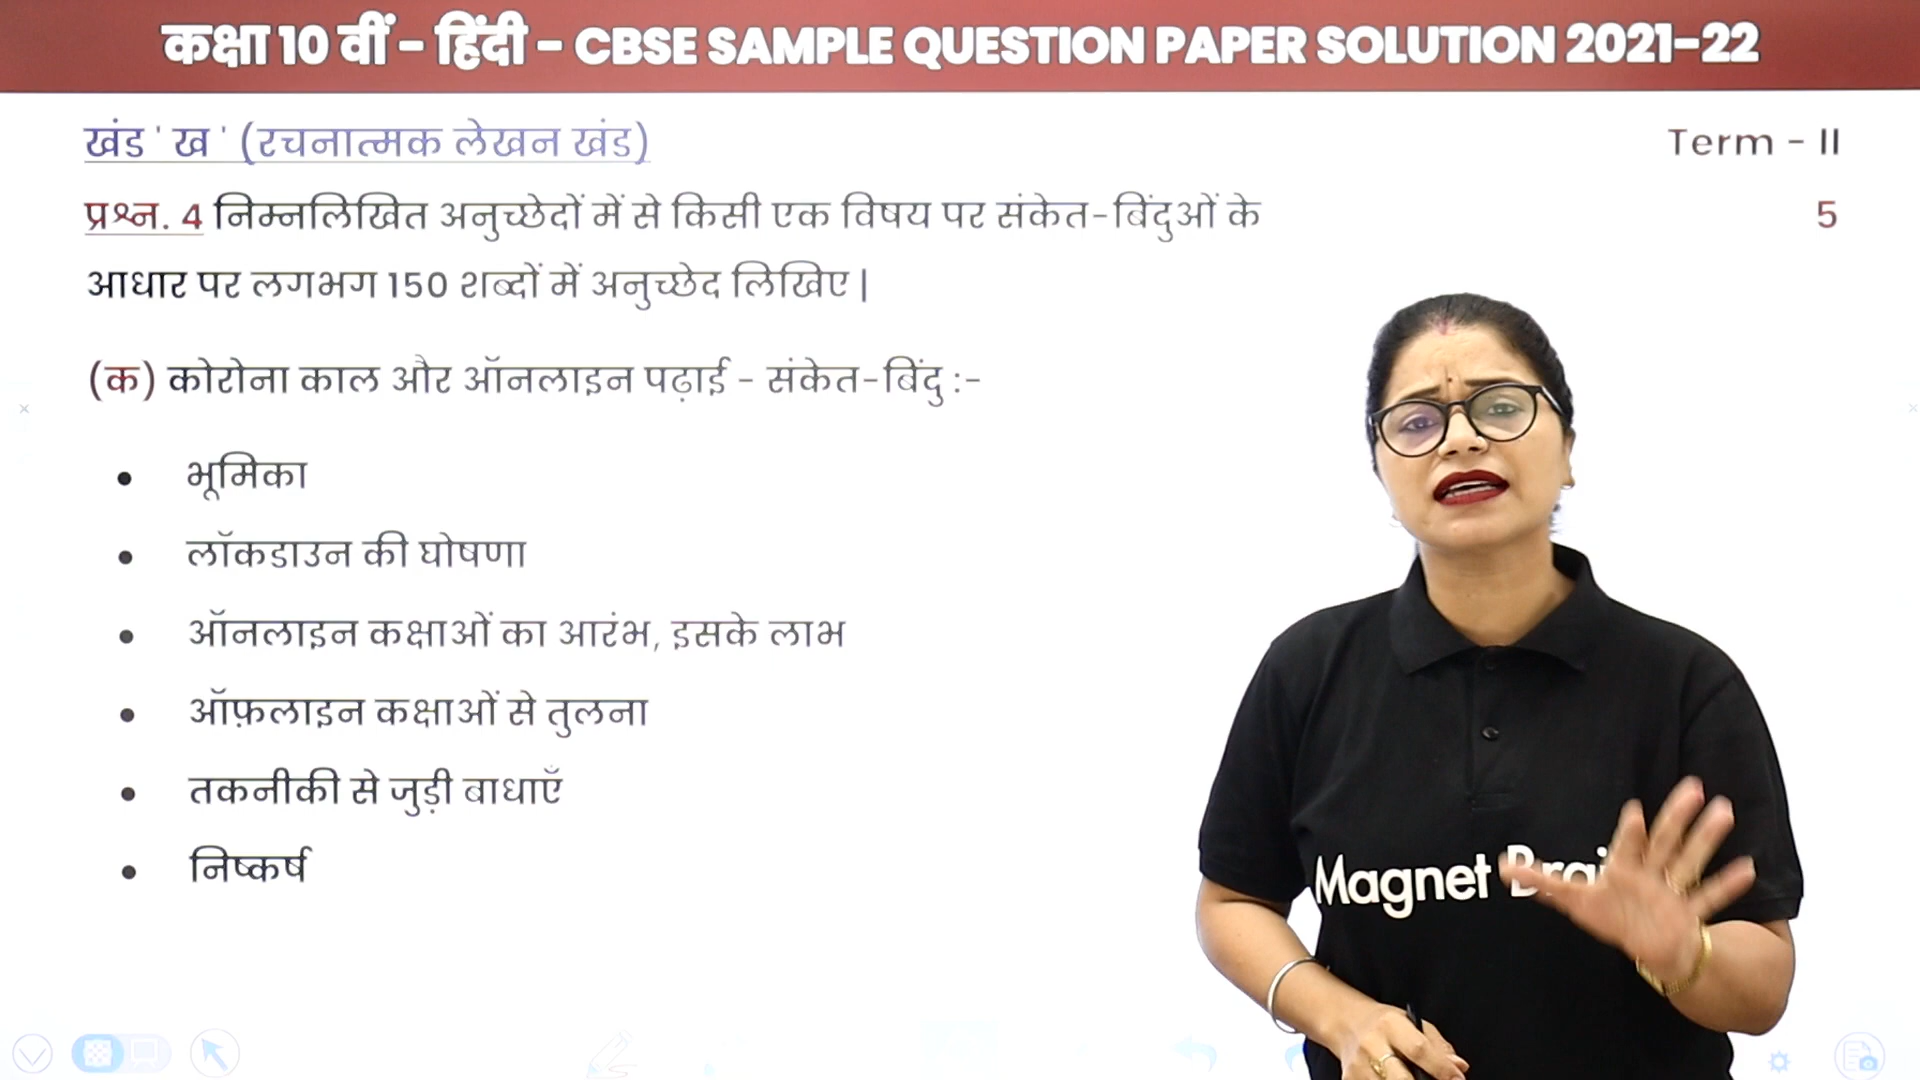 कक्षा 10 वीं - हिंदी - CBSE SAMPLE QUESTION PAPER SOLUTION 2021-22
खंड ' ख ' (रचनात्मक लेखन खंड)
Term - II
प्रश्न. 4 निम्नलिखित अनुच्छेदों में से किसी एक विषय पर संकेत-बिंदुओं के
5
आधार पर लगभग 150 शब्दों में अनुच्छेद लिखिए |
(क) कोरोना काल और ऑनलाइन पढ़ाई - संकेत-बिंदु :-
• भूमिका
• लॉकडाउन की घोषणा
• ऑनलाइन कक्षाओं का आरंभ, इसके लाभ
• ऑफ़लाइन कक्षाओं से तुलना
• तकनीकी से जुड़ी बाधाएँ
• निष्कर्ष
Magnet